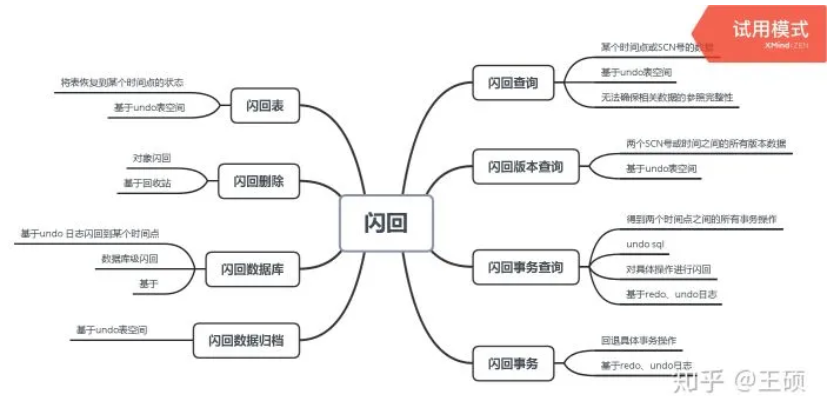 试用模式
XMind:ZEN
闪回
闪回查询
某个时间点或SCN号的数据
基于undo表空间
无法确保相关数据的参照完整性
闪回版本查询
两个SCN号或时间之间的所有版本数据
基于undo表空间
闪回事务查询
得到两个时间点之间的所有事务操作
undo sql
对具体操作进行闪回
基于redo、undo日志
闪回事务
回退具体事务操作
基于redo、undo日志
闪回表
将表恢复到某个时间点的状态
基于undo表空间
闪回删除
对象闪回
基于回收站
闪回数据库
基于undo 日志闪回到某个时间点
数据库级闪回
基于
闪回数据归档
基于undo表空间
知乎 @王硕